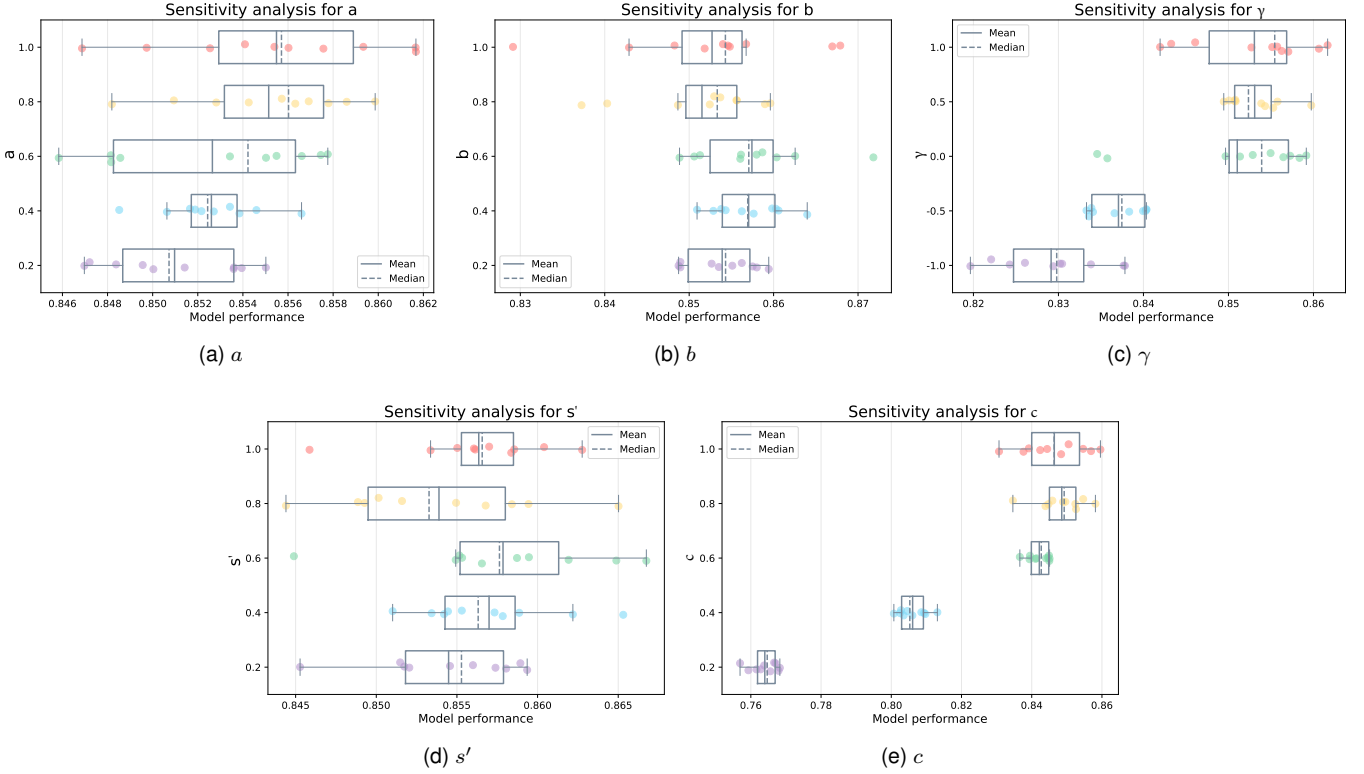 Sensitivity analysis for a
a
1.0
0.8
0.6
0.4
0.2
Mean
Median
0.846 0.848 0.850 0.852 0.854 0.856 0.858 0.860 0.862
Model performance
(a) a
Sensitivity analysis for b
b
1.0
0.8
0.6
0.4
0.2
Mean
Median
0.83 0.84 0.85 0.86 0.87
Model performance
(b) b
Sensitivity analysis for γ
γ
Mean
Median
1.0
0.5
0.0
-0.5
-1.0
0.82 0.83 0.84 0.85 0.86
Model performance
(c) γ
Sensitivity analysis for s'
s'
Mean
Median
1.0
0.8
0.6
0.4
0.2
0.845 0.850 0.855 0.860 0.865
Model performance
(d) s′
Sensitivity analysis for c
c
Mean
Median
1.0
0.8
0.6
0.4
0.2
0.76 0.78 0.80 0.82 0.84 0.86
Model performance
(e) c